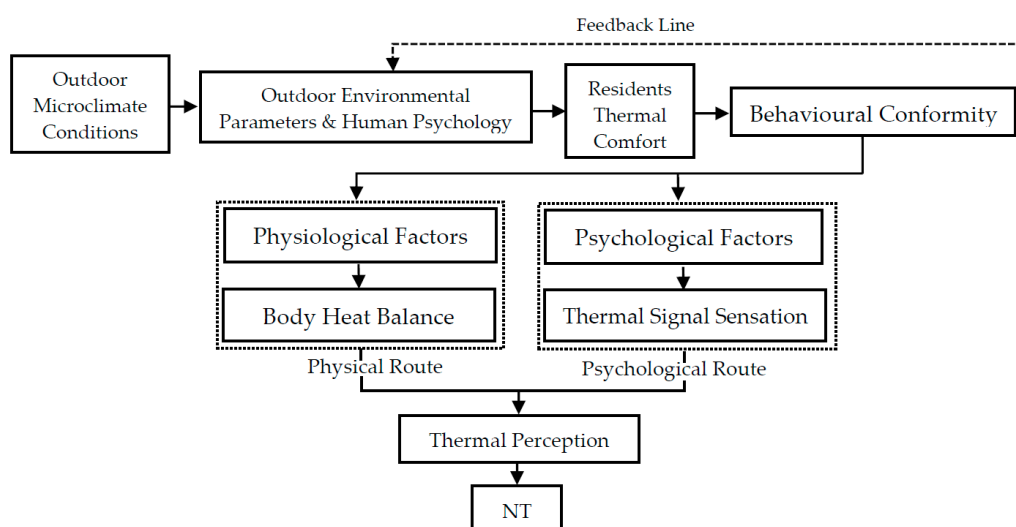 Feedback Line
Outdoor
Microclimate
Conditions
Outdoor Environmental
Parameters & Human Psychology
Residents
Thermal
Comfort
Behavioural Conformity
Physiological Factors
Body Heat Balance
Physical Route
Psychological Factors
Thermal Signal Sensation
Psychological Route
Thermal Perception
NT